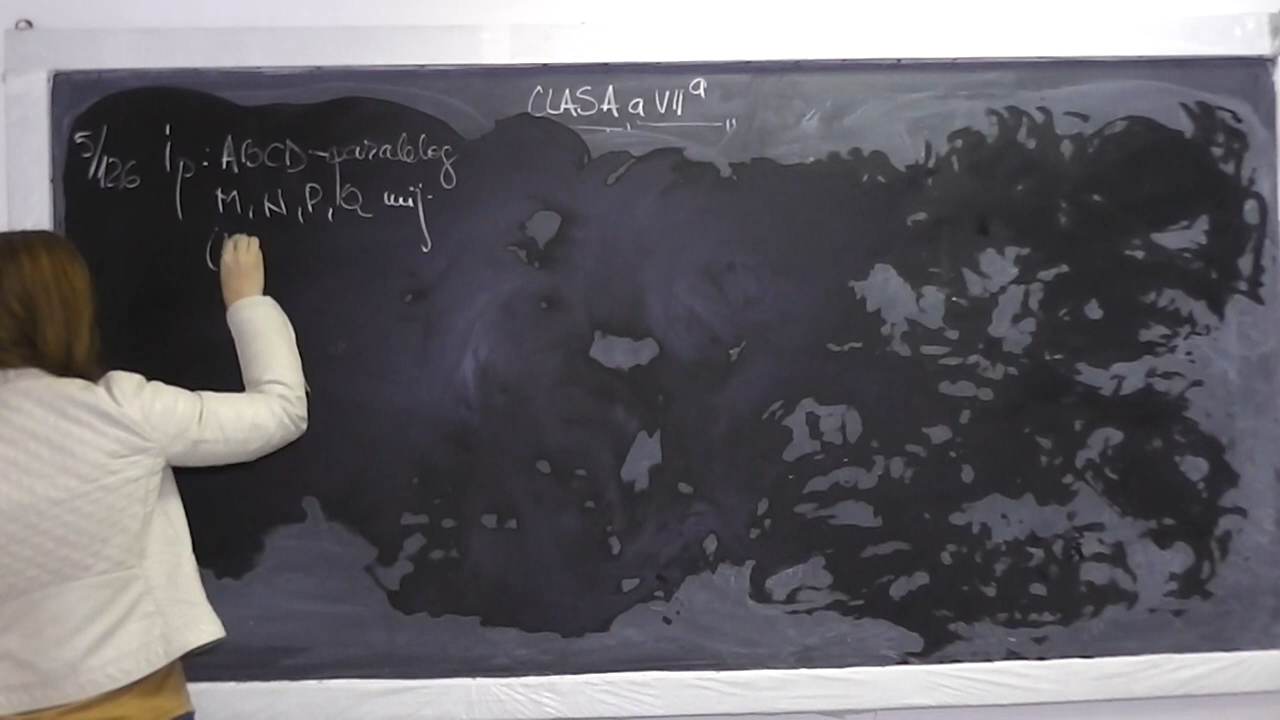 CLASA a VII a
5/126 ip: ABCD - paralelog
M, N, P, Q mij.
(